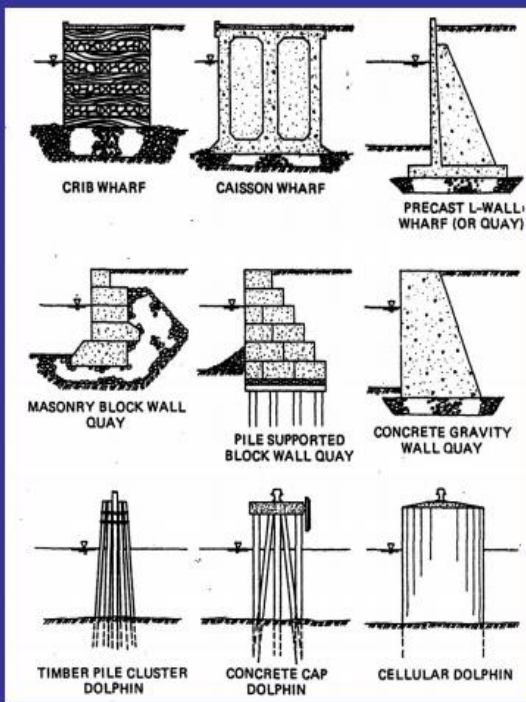 CRIB WHARF
CAISSON WHARF
PRECAST L-WALL
WHARF (OR QUAY)
MASONRY BLOCK WALL
QUAY
PILE SUPPORTED
BLOCK WALL QUAY
CONCRETE GRAVITY
WALL QUAY
TIMBER PILE CLUSTER
DOLPHIN
CONCRETE CAP
DOLPHIN
CELLULAR DOLPHIN